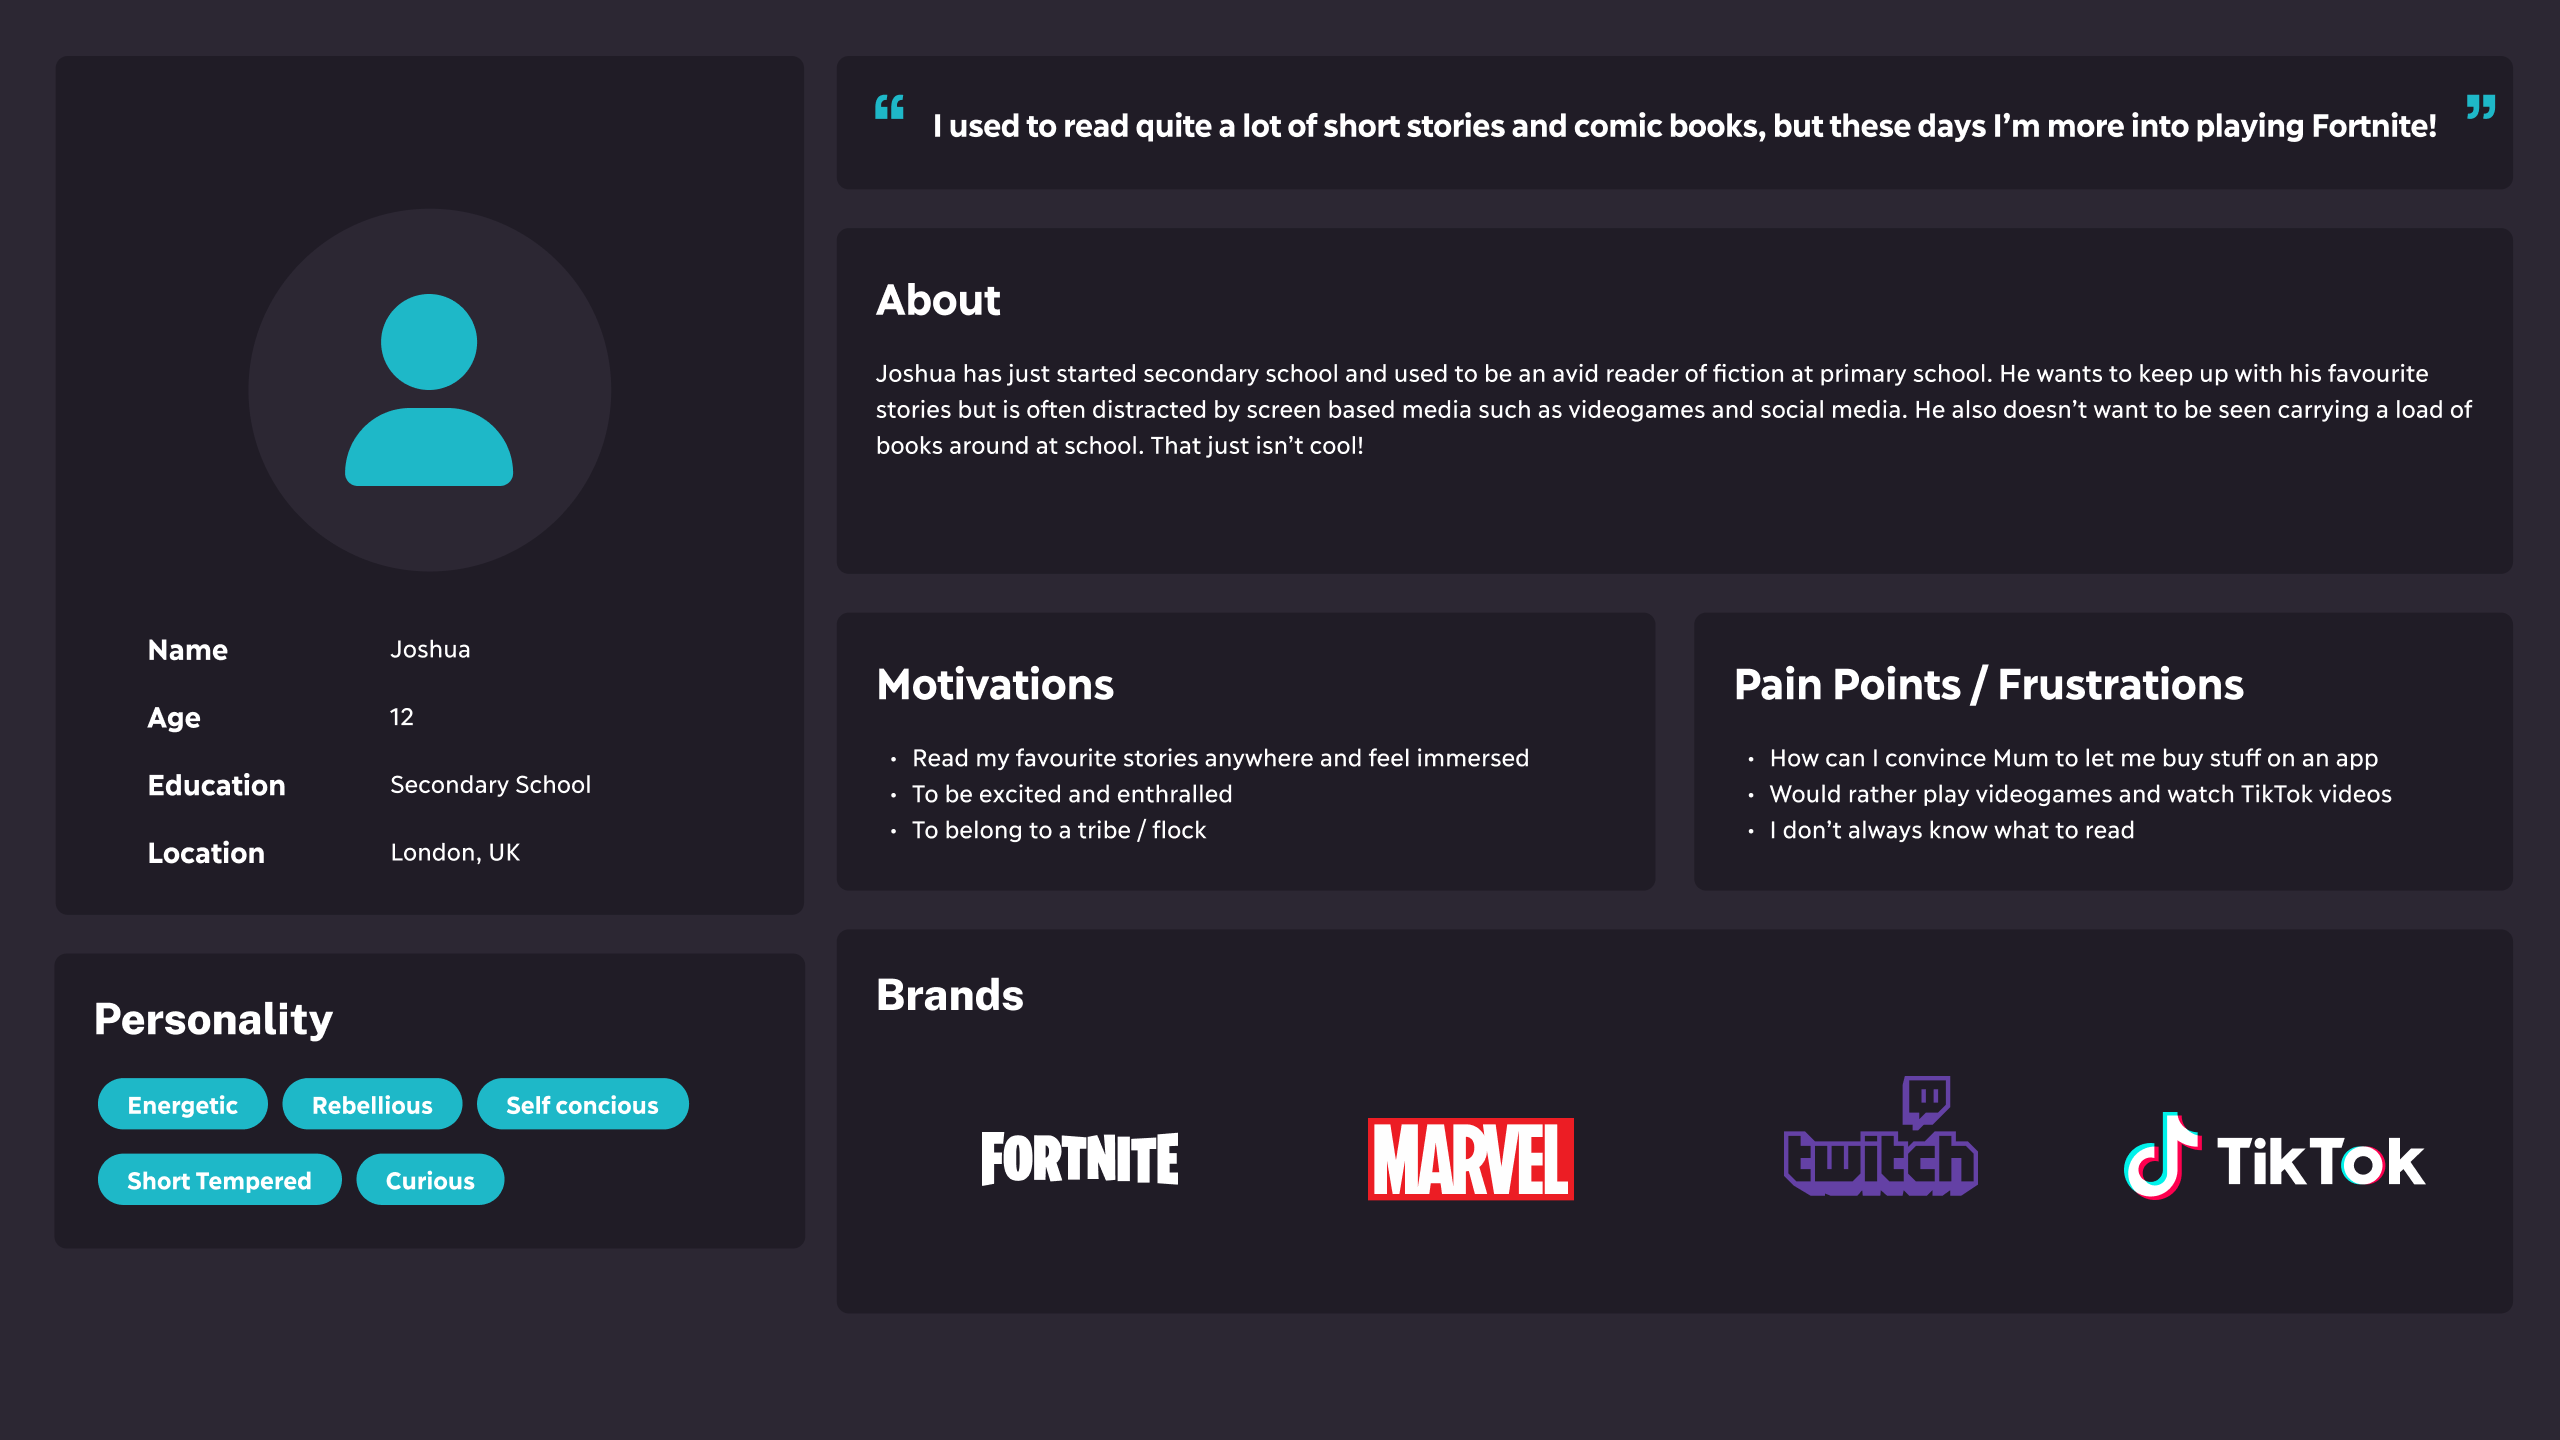 “ I used to read quite a lot of short stories and comic books, but these days I’m more into playing Fortnite! ”
Name Joshua
Age 12
Education Secondary School
Location London, UK
Personality
Energetic Rebellious Self concious
Short Tempered Curious
About
Joshua has just started secondary school and used to be an avid reader of fiction at primary school. He wants to keep up with his favourite
stories but is often distracted by screen based media such as videogames and social media. He also doesn’t want to be seen carrying a load of
books around at school. That just isn’t cool!
Motivations
• Read my favourite stories anywhere and feel immersed
• To be excited and enthralled
• To belong to a tribe / flock
Pain Points / Frustrations
• How can I convince Mum to let me buy stuff on an app
• Would rather play videogames and watch TikTok videos
• I don’t always know what to read
Brands
FORTNITE MARVEL twitch TikTok